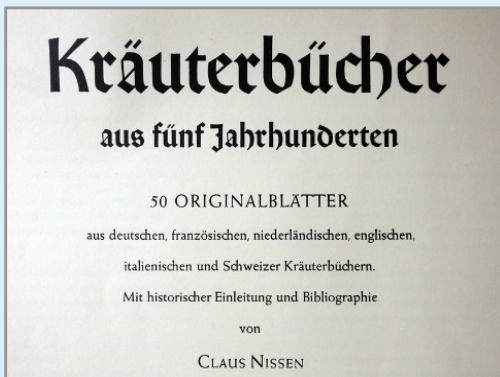 Kräuterbücher
aus fünf Jahrhunderten
50 ORIGINALBLÄTTER
aus deutschen, französischen, niederländischen, englischen,
italienischen und Schweizer Kräuterbüchern.
Mit historischer Einleitung und Bibliographie
von
CLAUS NISSEN